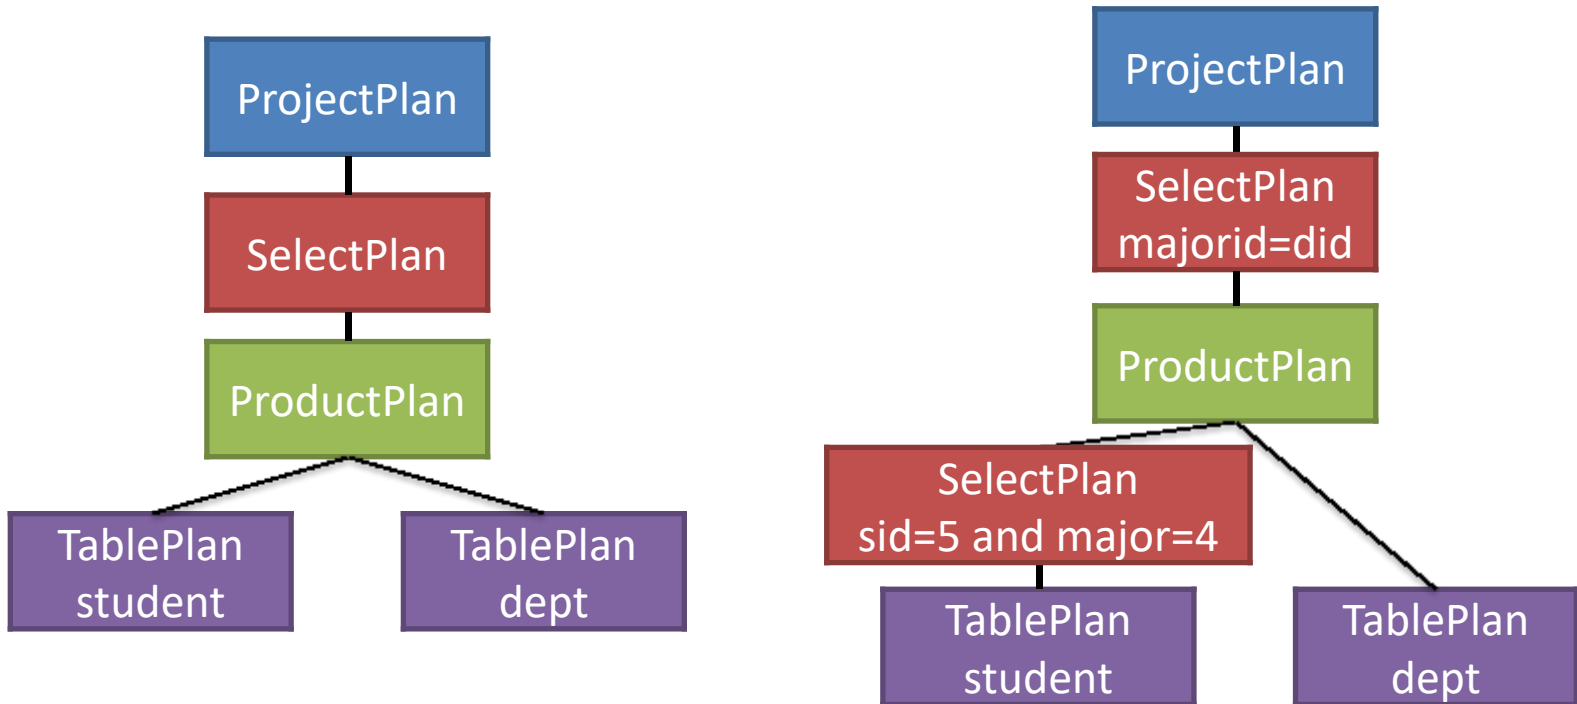 ProjectPlan
SelectPlan
ProductPlan
TablePlan
student
TablePlan
dept
ProjectPlan
SelectPlan
majorid=did
ProductPlan
SelectPlan
sid=5 and major=4
TablePlan
student
TablePlan
dept